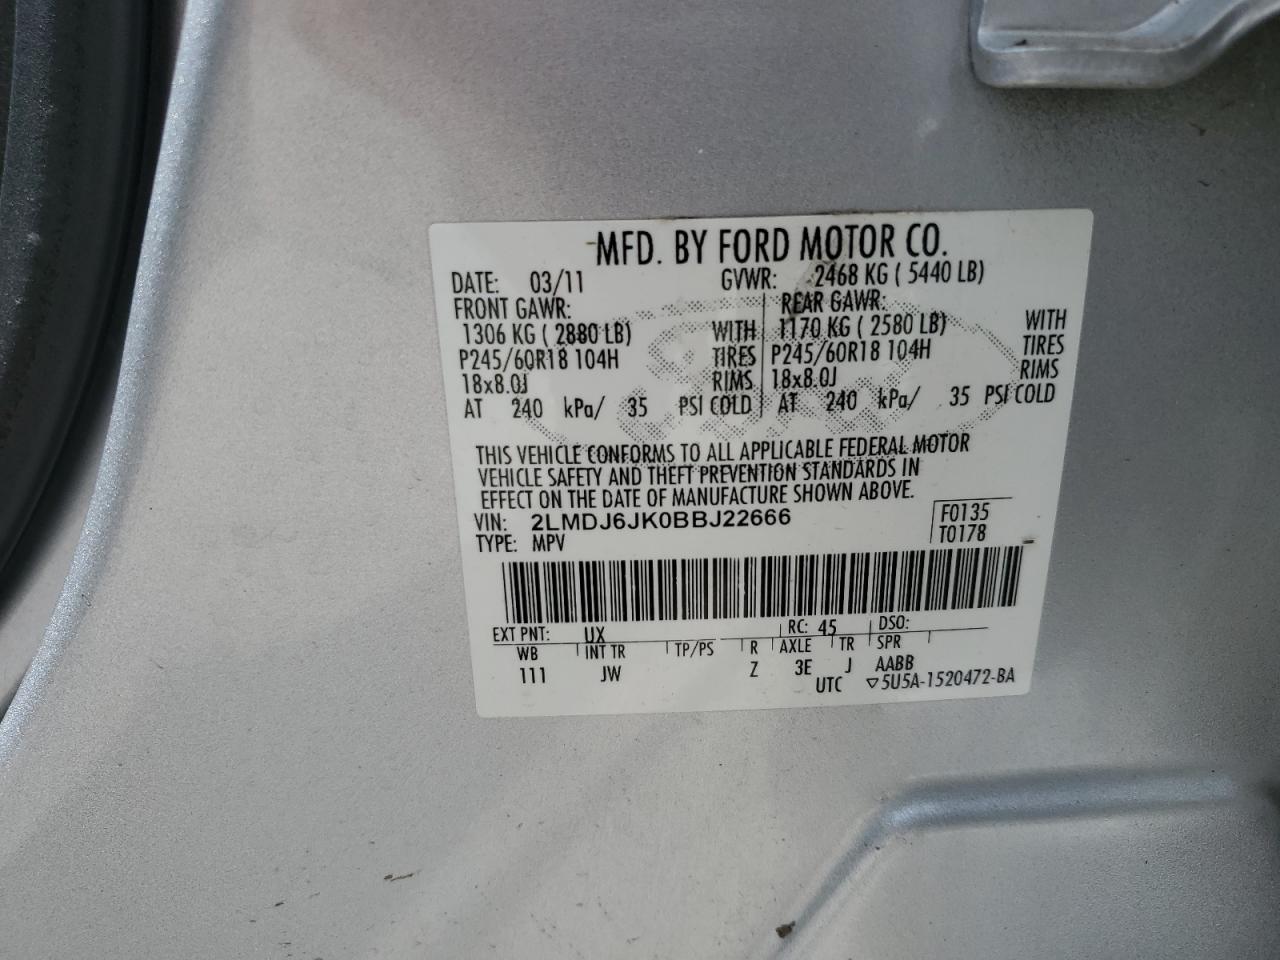 MFD. BY FORD MOTOR CO.
DATE: 03/11 GVWR: 2468 KG ( 5440 LB)
FRONT GAWR: REAR GAWR:
1306 KG ( 2880 LB) WITH 1170 KG ( 2580 LB) WITH
P245/60R18 104H TIRES P245/60R18 104H TIRES
18x8.0J RIMS 18x8.0J RIMS
AT 240 kPa/ 35 PSI COLD AT 240 kPa/ 35 PSI COLD
THIS VEHICLE CONFORMS TO ALL APPLICABLE FEDERAL MOTOR
VEHICLE SAFETY AND THEFT PREVENTION STANDARDS IN
EFFECT ON THE DATE OF MANUFACTURE SHOWN ABOVE.
VIN: 2LMDJ6JK0BBJ22666 F0135
TYPE: MPV T0178
EXT PNT: UX RC: 45 DSO:
WB INT TR TP/PS R AXLE TR SPR
111 JW Z 3E J AABB
UTC ▽5U5A-1520472-BA